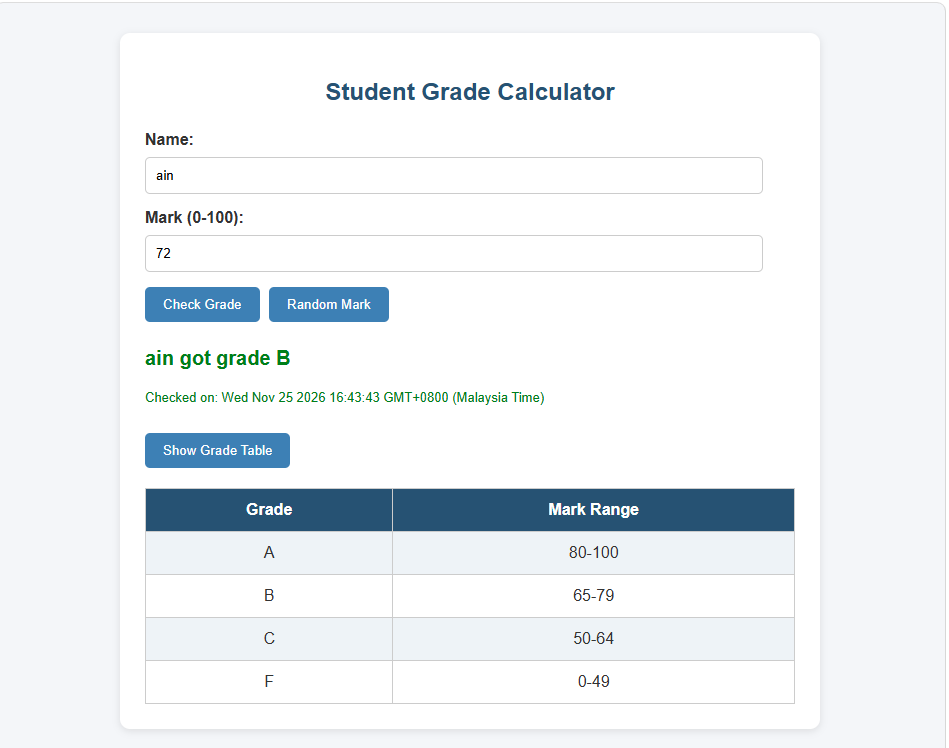 Student Grade Calculator
Name:
ain
Mark (0-100):
72
Check Grade Random Mark
ain got grade B
Checked on: Wed Nov 25 2026 16:43:43 GMT+0800 (Malaysia Time)
Show Grade Table
Grade Mark Range
A 80-100
B 65-79
C 50-64
F 0-49